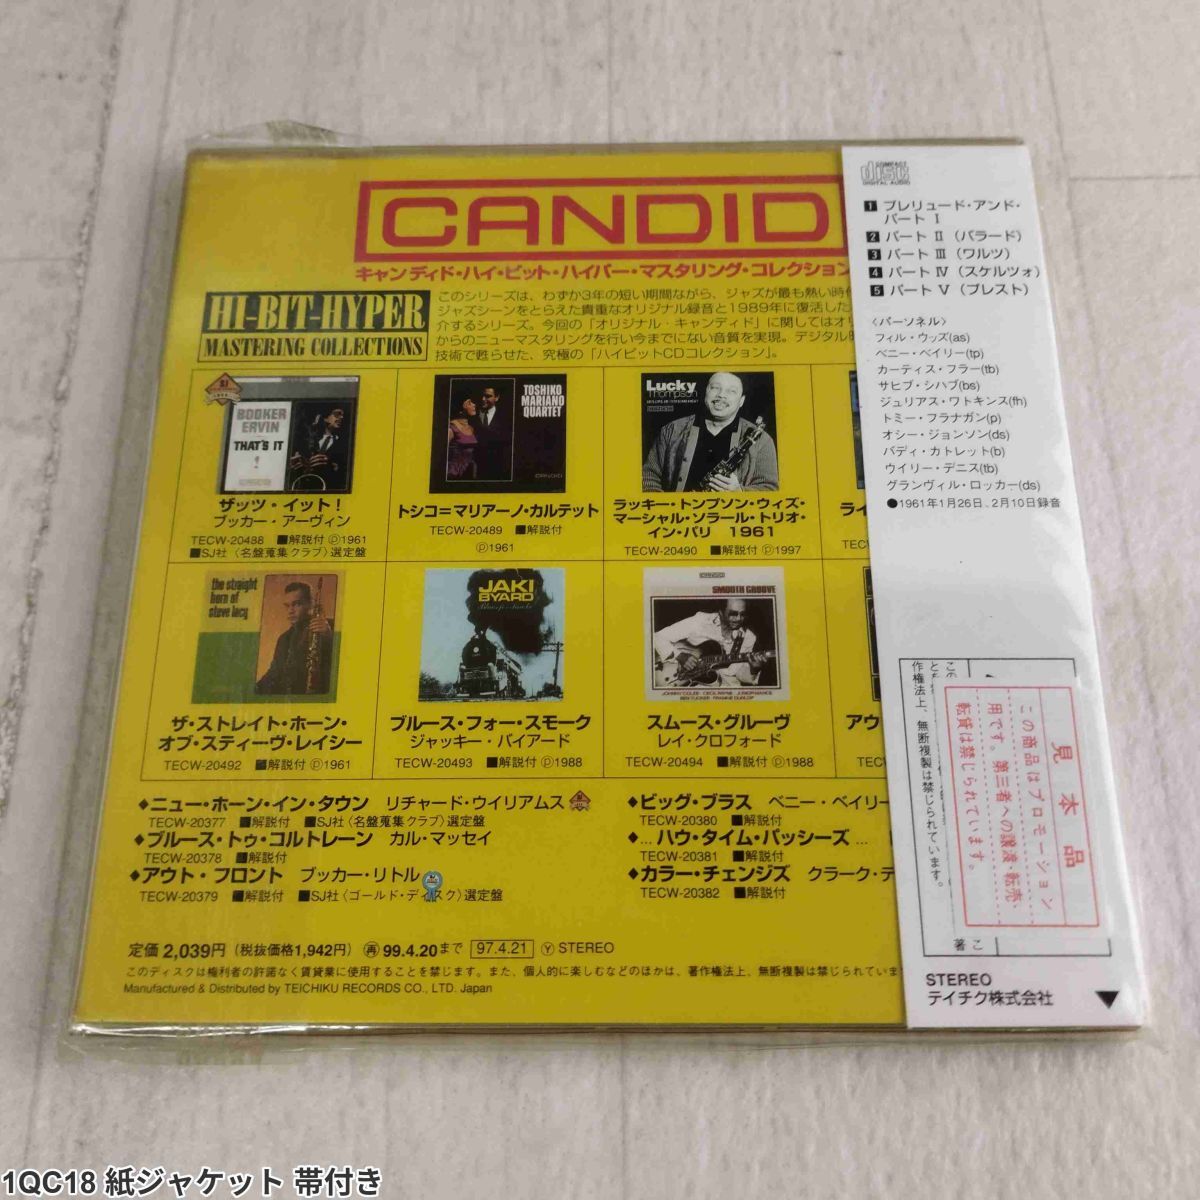 CANDID
キャンディド・ハイ・ビット・ハイパー・マスタリング・コレクション
HI-BIT-HYPER
MASTERING COLLECTIONS
このシリーズは、わずか3年の短い期間ながら、ジャズが最も熱い時代
ジャズシーンをとらえた貴重なオリジナル録音と1989年に復活した
介するシリーズ。今回の「オリジナル・キャンディド」に関してはオリ
からのニューマスタリングを行い今までにない音質を実現。デジタル時
技術で甦らせた、究極の「ハイビットCDコレクション」。
SJ
BOOKER
ERVIN
THAT'S IT
!
ザッツ・イット!
ブッカー・アーヴィン
TECW-20488 ■解説付 Ⓟ1961
■SJ社〈名盤蒐集クラブ〉選定盤
TOSHIKO
MARIANO
QUARTET
トシコ=マリアーノ・カルテット
TECW-20489 ■解説付
Ⓟ1961
Lucky
Thompson
ラッキー・トンプソン・ウィズ・
マーシャル・ソラール・トリオ・
イン・パリ 1961
TECW-20490 ■解説付 Ⓟ1997
ライ
TEC
the straight
horn of
steve lacy
ザ・ストレイト・ホーン・
オブ・スティーヴ・レイシー
TECW-20492 ■解説付 Ⓟ1961
JAKI
BYARD
Blues for Smoke
ブルース・フォー・スモーク
ジャッキー・バイアード
TECW-20493 ■解説付 Ⓟ1988
SMOOTH GROOVE
スムース・グルーヴ
レイ・クロフォード
TECW-20494 ■解説付 Ⓟ1988
アウ
◆ニュー・ホーン・イン・タウン リチャード・ウイリアムス
TECW-20377 ■解説付 ■SJ社〈名盤蒐集クラブ〉選定盤
◆ブルース・トゥ・コルトレーン カル・マッセイ
TECW-20378 ■解説付
◆アウト・フロント ブッカー・リトル
TECW-20379 ■解説付 ■SJ社〈ゴールド・ディスク〉選定盤
◆ビッグ・ブラス ベニー・ベイリー
TECW-20380 ■解説付
◆…ハウ・タイム・パッシーズ…
TECW-20381 ■解説付
◆カラー・チェンジズ クラーク・テ
TECW-20382 ■解説付
定価 2,039円 (税抜価格1,942円) 再99.4.20まで 97.4.21 Ⓨ STEREO
このディスクは権利者の許諾なく賃貸業に使用することを禁じます。また、個人的に楽しむなどのほかは、著作権法上、無断複製は禁じられていま
Manufactured & Distributed by TEICHIKU RECORDS CO., LTD. Japan
COMPACT
disc
DIGITAL AUDIO
1 プレリュード・アンド・
パート Ⅰ
2 パート Ⅱ (バラード)
3 パート Ⅲ (ワルツ)
4 パート Ⅳ (スケルツォ)
5 パート Ⅴ (プレスト)
〈パーソネル〉
フィル・ウッズ(as)
ベニー・ベイリー(tp)
カーティス・フラー(tb)
サヒブ・シハブ(bs)
ジュリアス・ワトキンス(fh)
トミー・フラナガン(p)
オシー・ジョンソン(ds)
バディ・カトレット(b)
ウイリー・デニス(tb)
グランヴィル・ロッカー(ds)
●1961年1月26日、2月10日録音
作権法上、無断複製は禁じられています。
見本品
この商品はプロモーション
用です。第三者への譲渡・転売、
転貸は禁じられています。
STEREO
テイチク株式会社
1QC18 紙ジャケット 帯付き